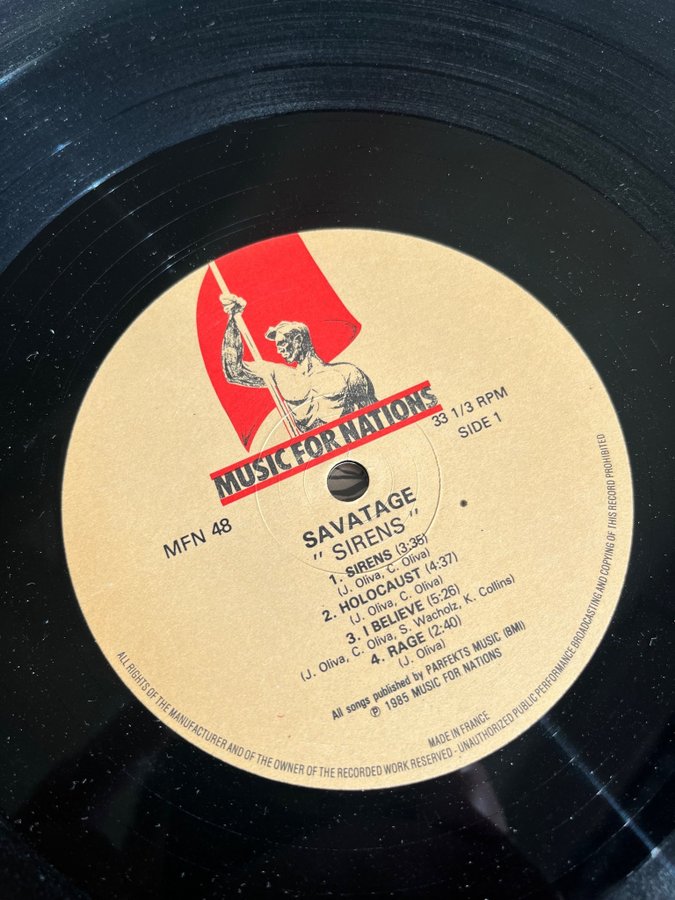 MUSIC FOR NATIONS
33 1/3 RPM
SIDE 1
MFN 48
SAVATAGE
" SIRENS "
1. SIRENS (3:35)
(J. Oliva, C. Oliva)
2. HOLOCAUST (4:37)
(J. Oliva, C. Oliva)
3. I BELIEVE (5:26)
(J. Oliva, C. Oliva, S. Wacholz, K. Collins)
4. RAGE (2:40)
(J. Oliva)
All songs published by PARFEKTS MUSIC (BMI)
℗ 1985 MUSIC FOR NATIONS
MADE IN FRANCE
ALL RIGHTS OF THE MANUFACTURER AND OF THE OWNER OF THE RECORDED WORK RESERVED - UNAUTHORIZED PUBLIC PERFORMANCE BROADCASTING AND COPYING OF THIS RECORD PROHIBITED